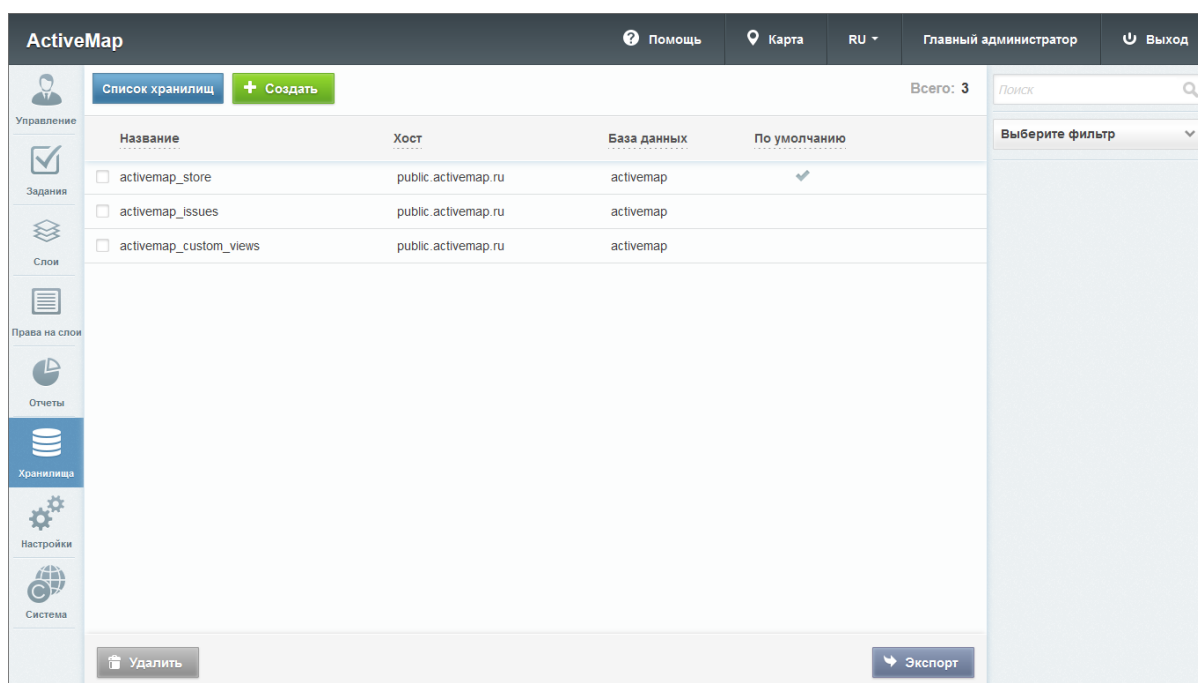 ActiveMap
Помощь
Карта
RU
Главный администратор
Выход
Управление
Задания
Слои
Права на слои
Отчеты
Хранилища
Настройки
Система
Список хранилищ
Создать
Всего: 3
Название Хост База данных По умолчанию
activemap_store public.activemap.ru activemap
activemap_issues public.activemap.ru activemap
activemap_custom_views public.activemap.ru activemap
Удалить
Экспорт
Поиск
Выберите фильтр